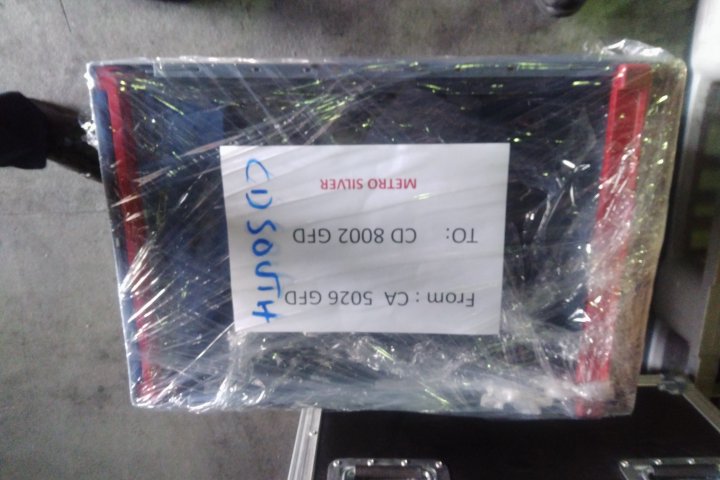 From : CA 5026 GFD
TO: CD 8002 GFD
METRO SILVER
CD SOUTH